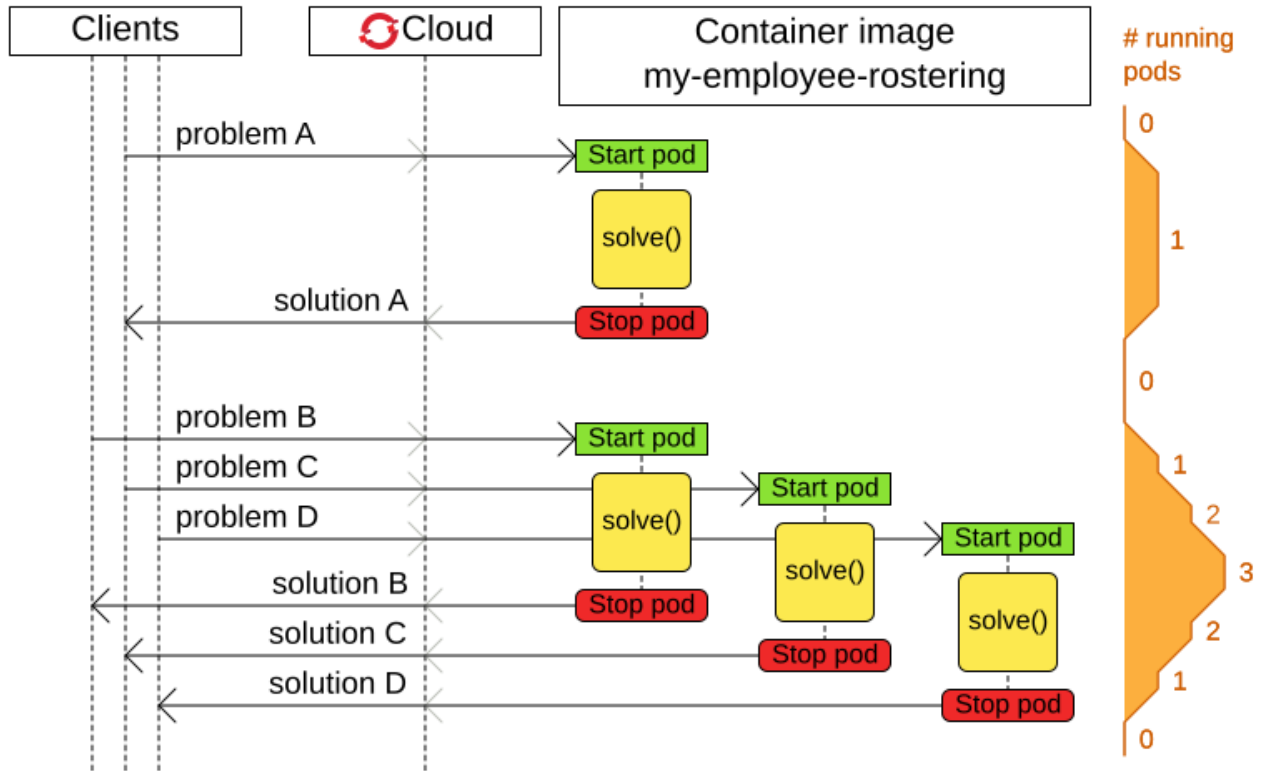 Clients
Cloud
Container image
my-employee-rostering
# running
pods
0
problem A
Start pod
solve()
1
solution A
Stop pod
0
problem B
Start pod
problem C
1
Start pod
problem D
solve()
2
Start pod
solve()
3
solution B
Stop pod
solve()
solution C
2
Stop pod
solution D
1
Stop pod
0